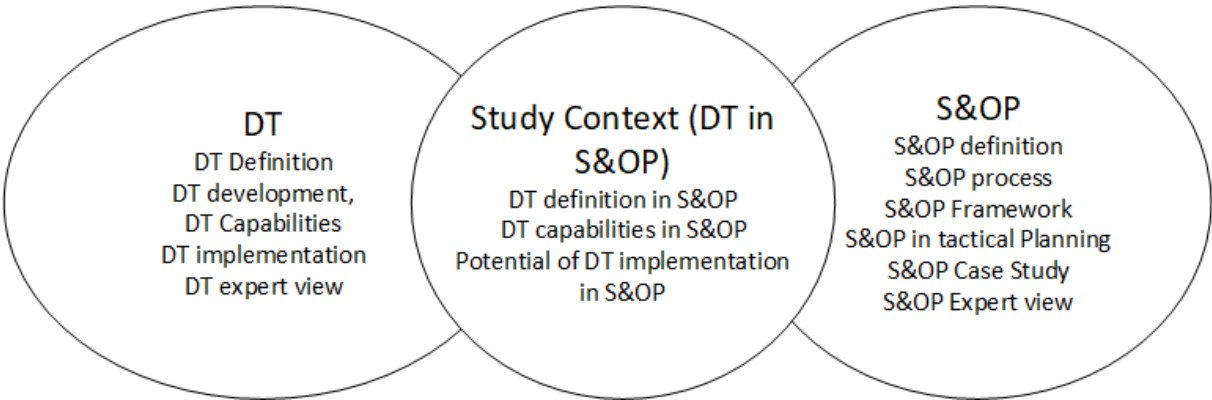 DT
DT Definition
DT development,
DT Capabilities
DT implementation
DT expert view
Study Context (DT in
S&OP)
DT definition in S&OP
DT capabilities in S&OP
Potential of DT implementation
in S&OP
S&OP
S&OP definition
S&OP process
S&OP Framework
S&OP in tactical Planning
S&OP Case Study
S&OP Expert view